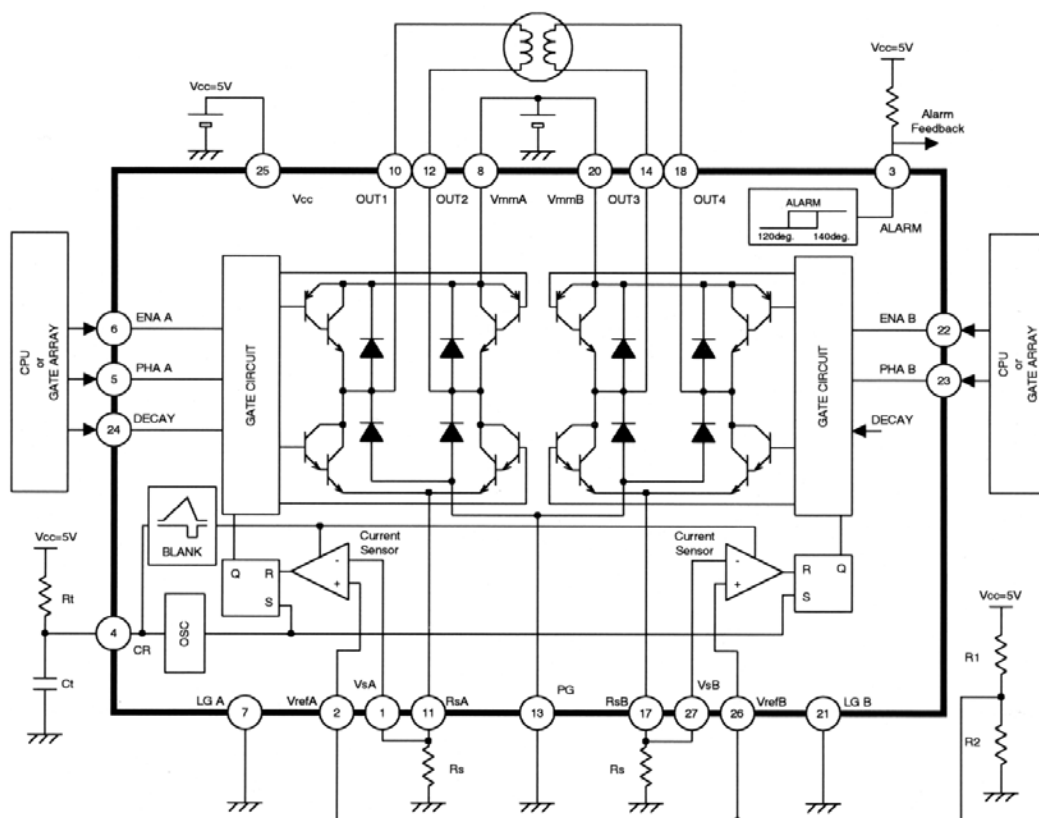 Vcc=5V
Vcc=5V
Alarm
Feedback
25
10
12
8
20
14
18
3
Vcc
OUT1
OUT2
VmmA
VmmB
OUT3
OUT4
ALARM
120deg.
140deg.
ALARM
CPU
or
GATE ARRAY
6
ENA A
5
PHA A
24
DECAY
GATE CIRCUIT
GATE CIRCUIT
ENA B
22
PHA B
23
DECAY
CPU
or
GATE ARRAY
BLANK
Current
Sensor
-
+
Q
R
S
Current
Sensor
-
+
R
Q
S
Vcc=5V
Rt
4
CR
OSC
Ct
Vcc=5V
R1
R2
LG A
7
VrefA
2
VsA
1
RsA
11
PG
13
RsB
17
VsB
27
VrefB
26
LG B
21
Rs
Rs